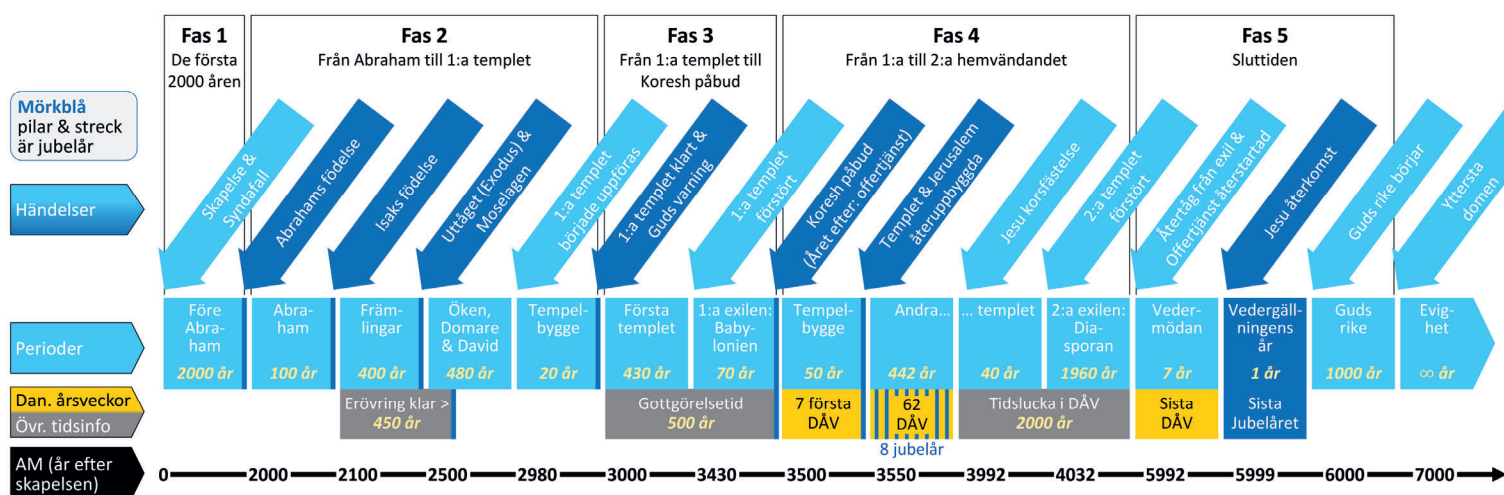 Fas 1
De första
2000 åren
Fas 2
Från Abraham till 1:a templet
Fas 3
Från 1:a templet till
Koresh påbud
Fas 4
Från 1:a till 2:a hemvändandet
Fas 5
Sluttiden
Mörkblå
pilar & streck
är jubelår
Händelser
Skapelse &
Syndafall
Abrahams födelse
Isaks födelse
Uttåget (Exodus) &
Moselagen
1:a templet
började uppföras
1:a templet klart &
Guds varning
1:a templet
förstört
Koresh påbud
(Året efter: offertjänst)
Templet & Jerusalem
återuppbyggda
Jesu korsfästelse
2:a templet
förstört
Återtåg från exil &
Offertjänst återstartad
Jesu återkomst
Guds rike börjar
Yttersta
domen
Perioder
Före
Abra-
ham
2000 år
Abra-
ham
100 år
Främ-
lingar
400 år
Öken,
Domare
& David
480 år
Tempel-
bygge
20 år
Första
templet
430 år
1:a exilen:
Baby-
lonien
70 år
Tempel-
bygge
50 år
Andra...
442 år
... templet
40 år
2:a exilen:
Dia-
sporan
1960 år
Veder-
mödan
7 år
Vedergäll-
ningens
år
1 år
Guds
rike
1000 år
Evig-
het
∞ år
Dan. årsveckor
Övr. tidsinfo
Erövring klar >
450 år
Gottgörelsetid
500 år
7 första
DÅV
62
DÅV
8 jubelår
Tidslucka i DÅV
2000 år
Sista
DÅV
Sista
Jubelåret
AM (år efter
skapelsen)
0 2000 2100 2500 2980 3000 3430 3500 3550 3992 4032 5992 5999 6000 7000